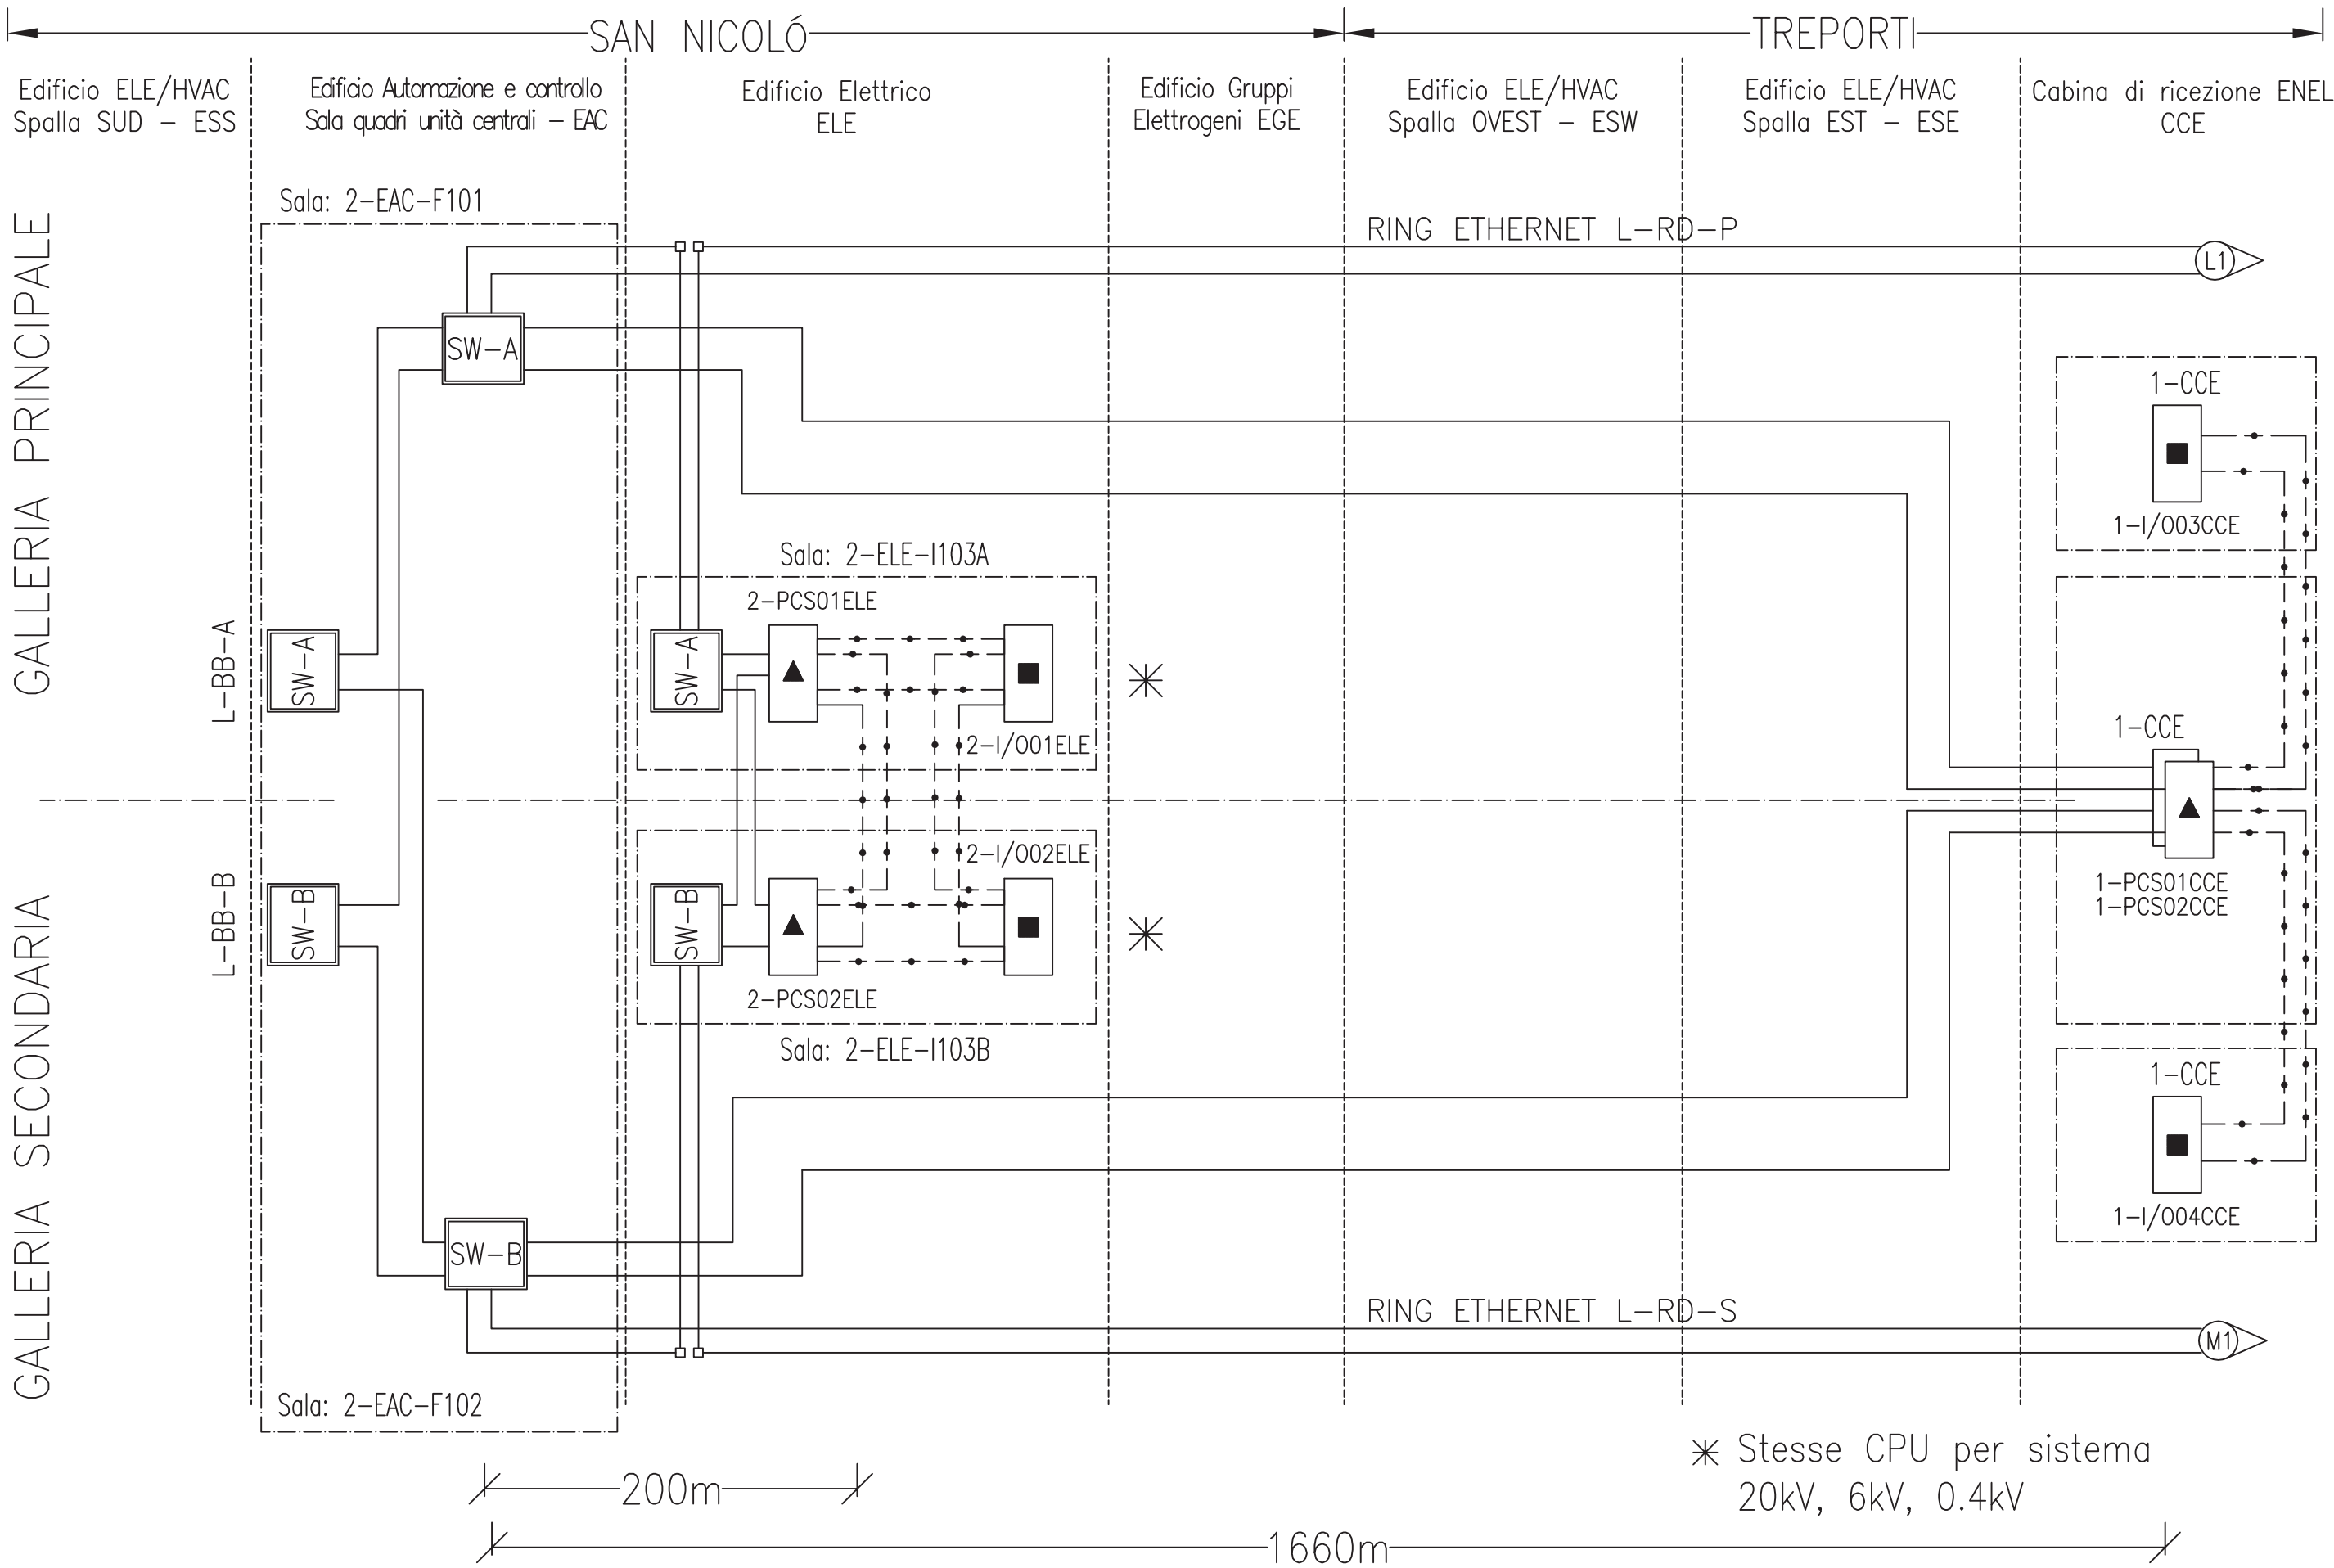 SAN NICOLÓ
TREPORTI
Edificio ELE/HVAC
Spalla SUD - ESS
Edificio Automazione e controllo
Sala quadri unità centrali - EAC
Edificio Elettrico
ELE
Edificio Gruppi
Elettrogeni EGE
Edificio ELE/HVAC
Spalla OVEST - ESW
Edificio ELE/HVAC
Spalla EST - ESE
Cabina di ricezione ENEL
CCE
GALLERIA PRINCIPALE
GALLERIA SECONDARIA
Sala: 2-EAC-F101
RING ETHERNET L-RD-P
L1
SW-A
1-CCE
1-I/O03CCE
Sala: 2-ELE-I103A
2-PCS01ELE
L-BB-A
SW-A
SW-A
2-I/O01ELE
1-CCE
L-BB-B
SW-B
SW-B
2-I/O02ELE
1-PCS01CCE
1-PCS02CCE
2-PCS02ELE
Sala: 2-ELE-I103B
1-CCE
1-I/O04CCE
SW-B
RING ETHERNET L-RD-S
M1
Sala: 2-EAC-F102
Stesse CPU per sistema
20kV, 6kV, 0.4kV
200m
1660m